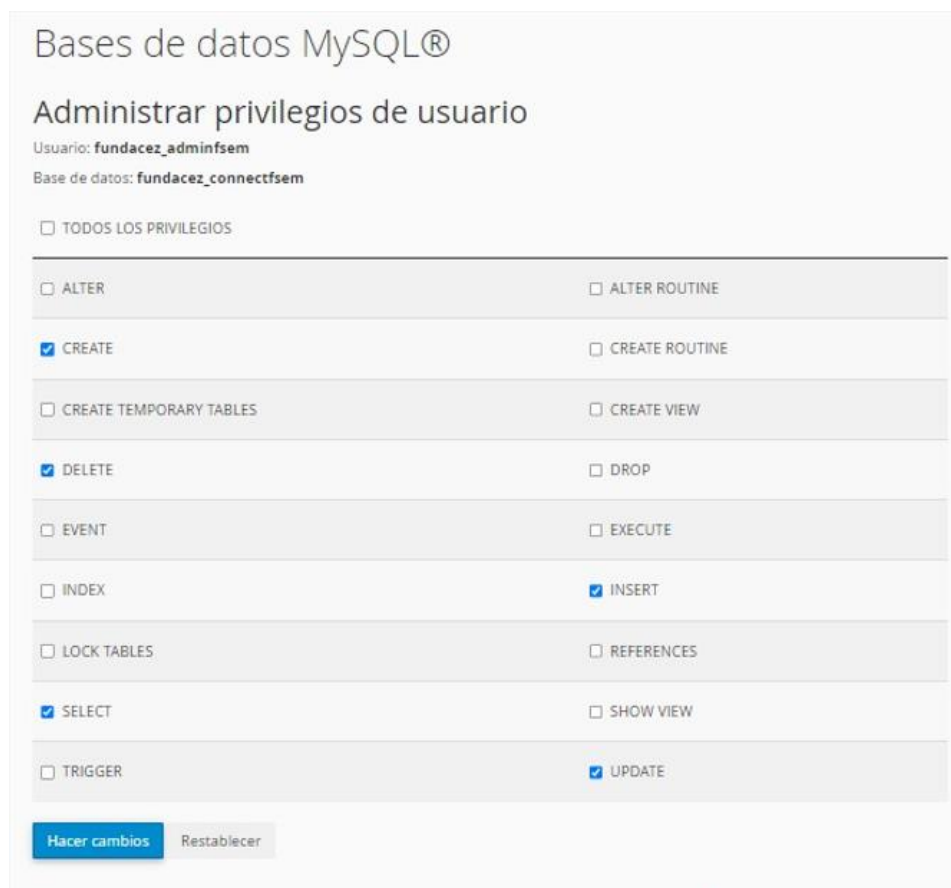 Bases de datos MySQL®
Administrar privilegios de usuario
Usuario: fundacez_adminfsem
Base de datos: fundacez_connectfsem
TODOS LOS PRIVILEGIOS
ALTER ALTER ROUTINE
CREATE CREATE ROUTINE
CREATE TEMPORARY TABLES CREATE VIEW
DELETE DROP
EVENT EXECUTE
INDEX INSERT
LOCK TABLES REFERENCES
SELECT SHOW VIEW
TRIGGER UPDATE
Hacer cambios Restablecer